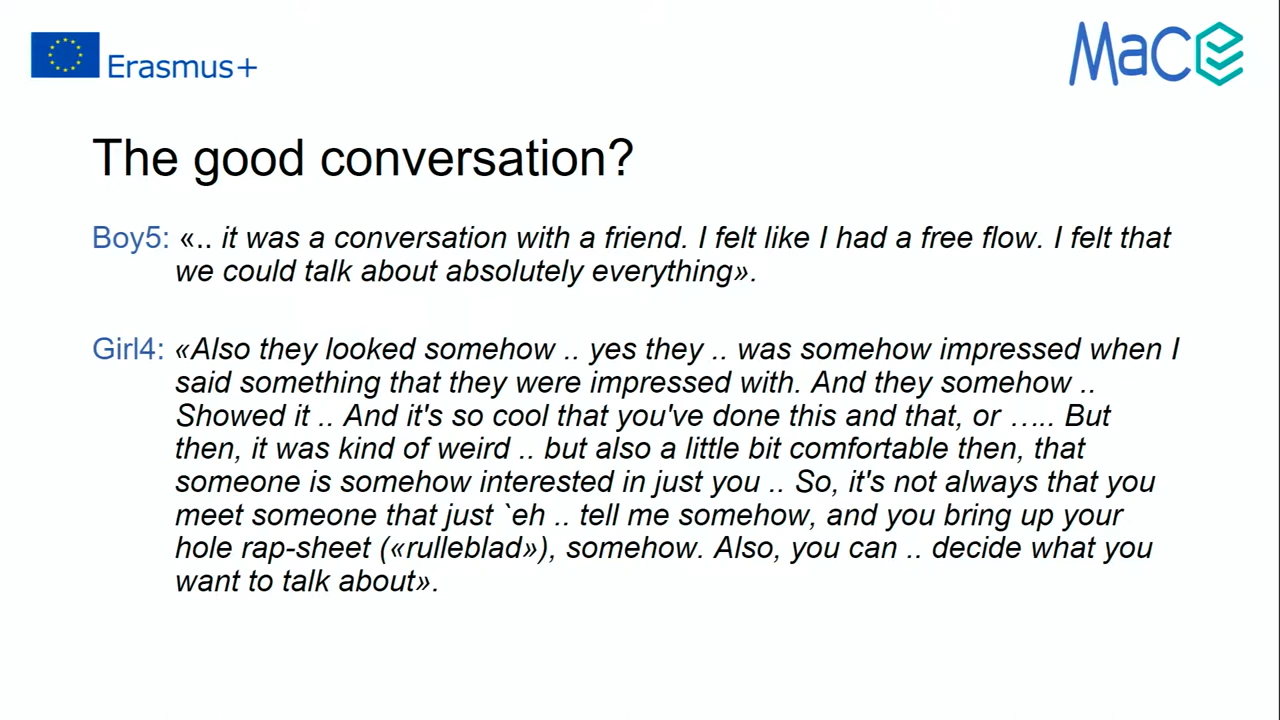 Erasmus+
MaC
The good conversation?
Boy5: «.. it was a conversation with a friend. I felt like I had a free flow. I felt that
we could talk about absolutely everything».
Girl4: «Also they looked somehow .. yes they .. was somehow impressed when I
said something that they were impressed with. And they somehow ..
Showed it .. And it's so cool that you've done this and that, or ….. But
then, it was kind of weird .. but also a little bit comfortable then, that
someone is somehow interested in just you .. So, it's not always that you
meet someone that just `eh .. tell me somehow, and you bring up your
hole rap-sheet («rulleblad»), somehow. Also, you can .. decide what you
want to talk about».